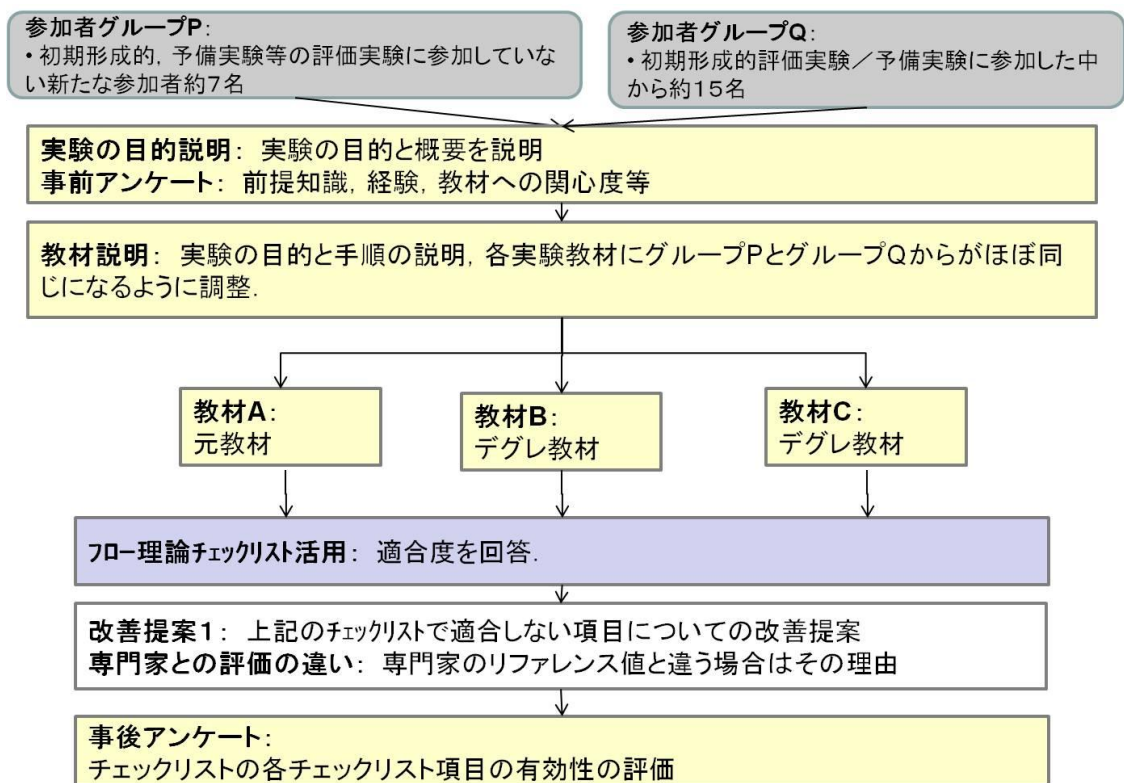 参加者グループP：
・初期形成的，予備実験等の評価実験に参加していな
い新たな参加者約７名
参加者グループQ：
・初期形成的評価実験／予備実験に参加した中
から約１５名
実験の目的説明： 実験の目的と概要を説明
事前アンケート： 前提知識，経験，教材への関心度等
教材説明： 実験の目的と手順の説明，各実験教材にグループPとグループQからがほぼ同
じになるように調整．
教材A：
元教材
教材B：
デグレ教材
教材C：
デグレ教材
ﾌﾛｰ理論ﾁｪｯｸﾘｽﾄ活用： 適合度を回答．
改善提案１： 上記のﾁｪｯｸﾘｽﾄで適合しない項目についての改善提案
専門家との評価の違い： 専門家のリファレンス値と違う場合はその理由
事後アンケート：
チェックリストの各チェックリスト項目の有効性の評価